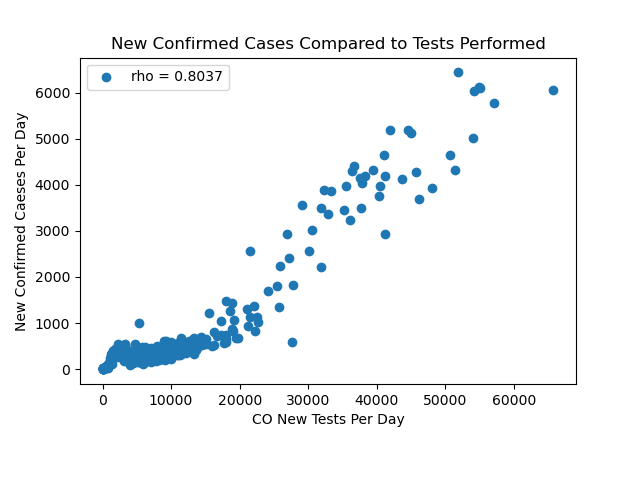 New Confirmed Cases Compared to Tests Performed
rho = 0.8037
New Confirmed Caeses Per Day
6000
5000
4000
3000
2000
1000
0
0 10000 20000 30000 40000 50000 60000
CO New Tests Per Day